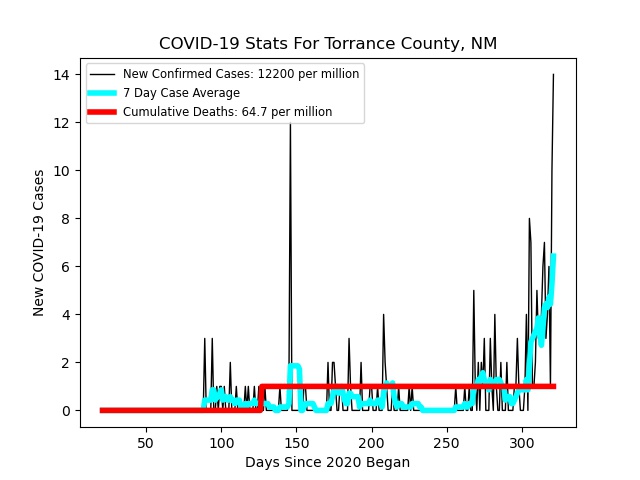 COVID-19 Stats For Torrance County, NM
New Confirmed Cases: 12200 per million
7 Day Case Average
Cumulative Deaths: 64.7 per million
New COVID-19 Cases
14
12
10
8
6
4
2
0
50 100 150 200 250 300
Days Since 2020 Began